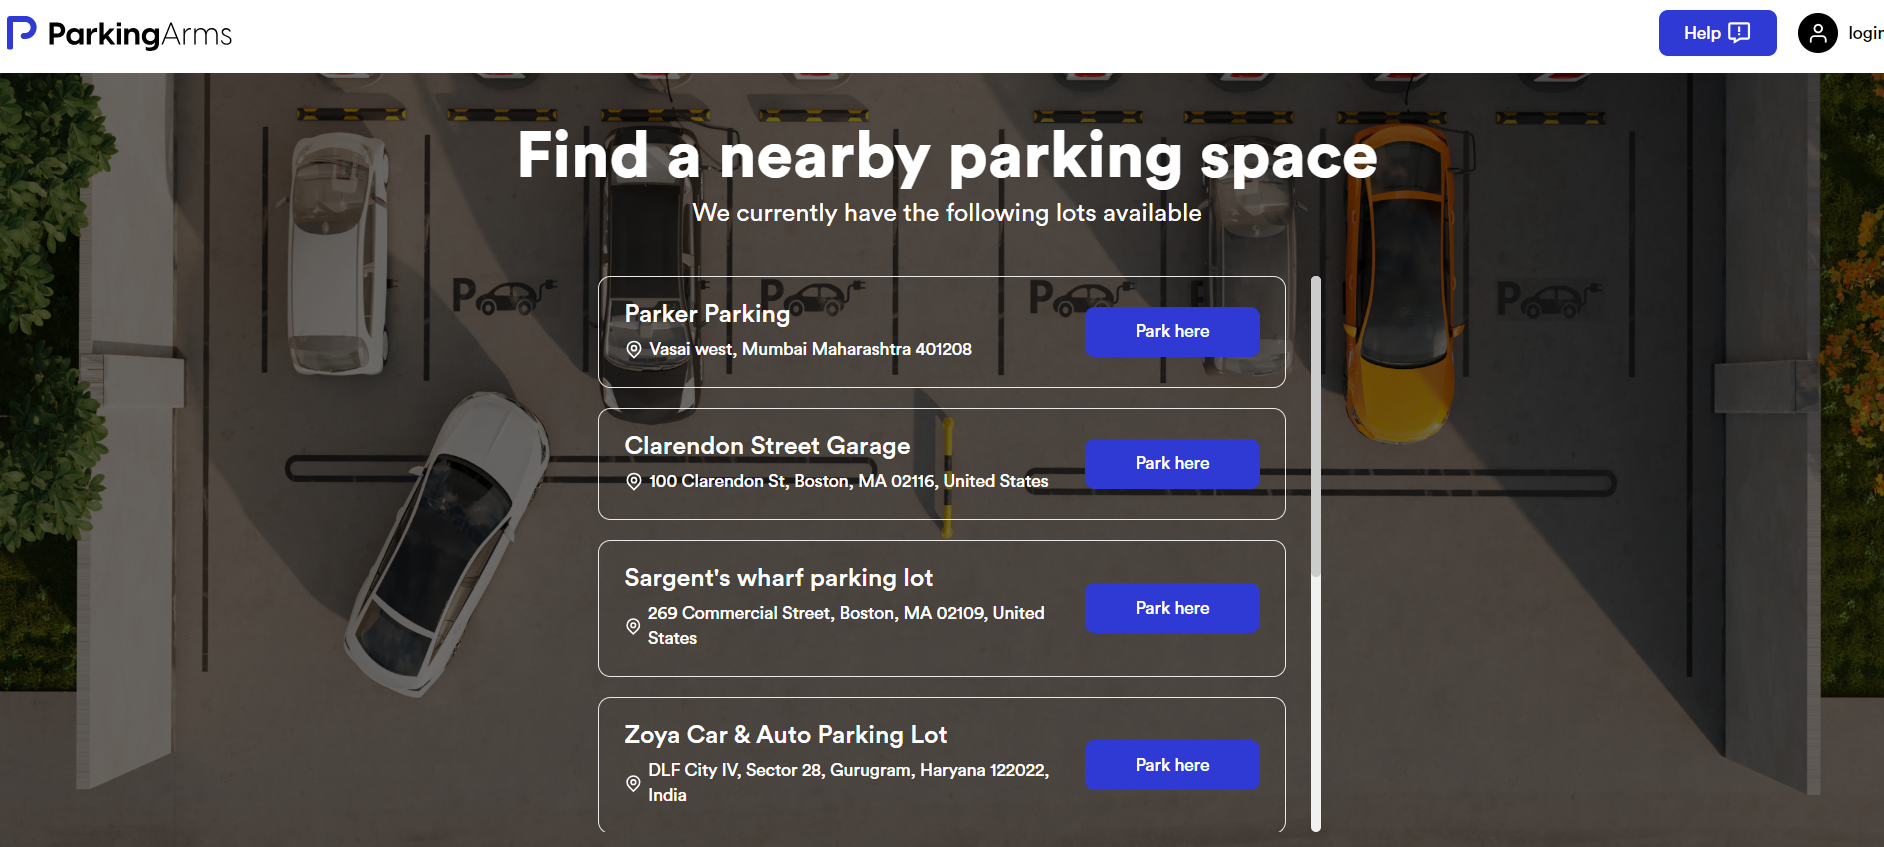 ParkingArms
Help
login
Find a nearby parking space
We currently have the following lots available
Parker Parking
Vasai west, Mumbai Maharashtra 401208
Park here
Clarendon Street Garage
100 Clarendon St, Boston, MA 02116, United States
Park here
Sargent's wharf parking lot
269 Commercial Street, Boston, MA 02109, United
States
Park here
Zoya Car & Auto Parking Lot
DLF City IV, Sector 28, Gurugram, Haryana 122022,
India
Park here
P
P
P
E
P